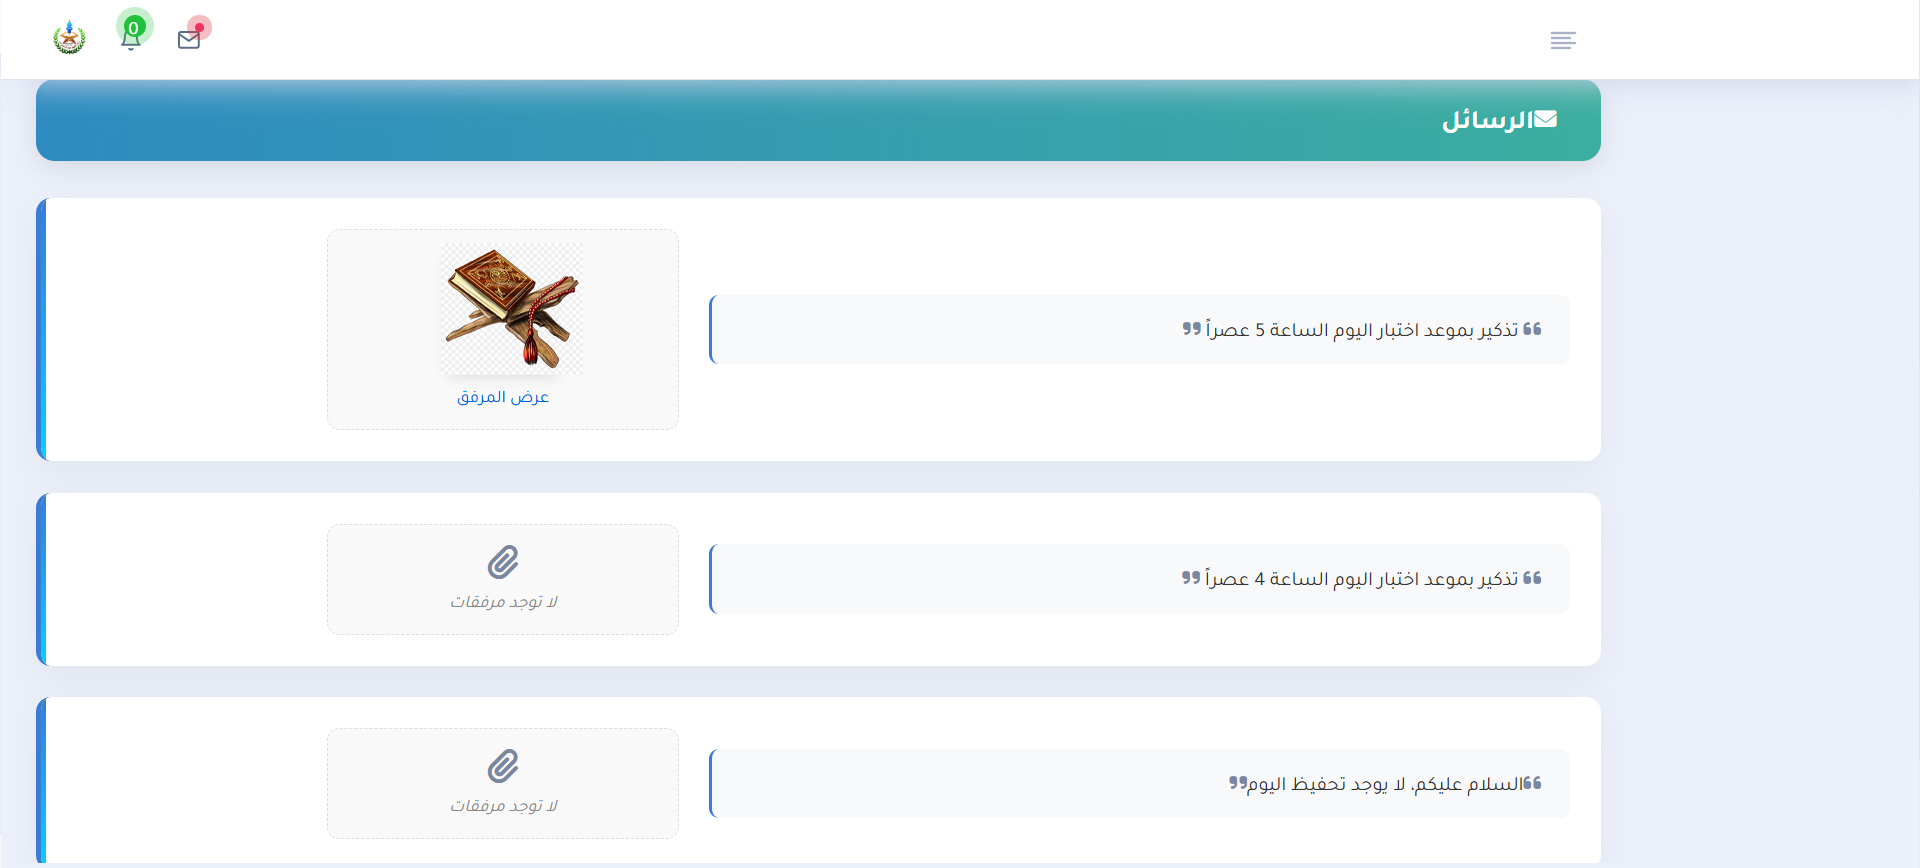 0
الرسائل
تذكير بموعد اختبار اليوم الساعة 5 عصراً
عرض المرفق
تذكير بموعد اختبار اليوم الساعة 4 عصراً
لا توجد مرفقات
السلام عليكم، لا يوجد تحفيظ اليوم
لا توجد مرفقات